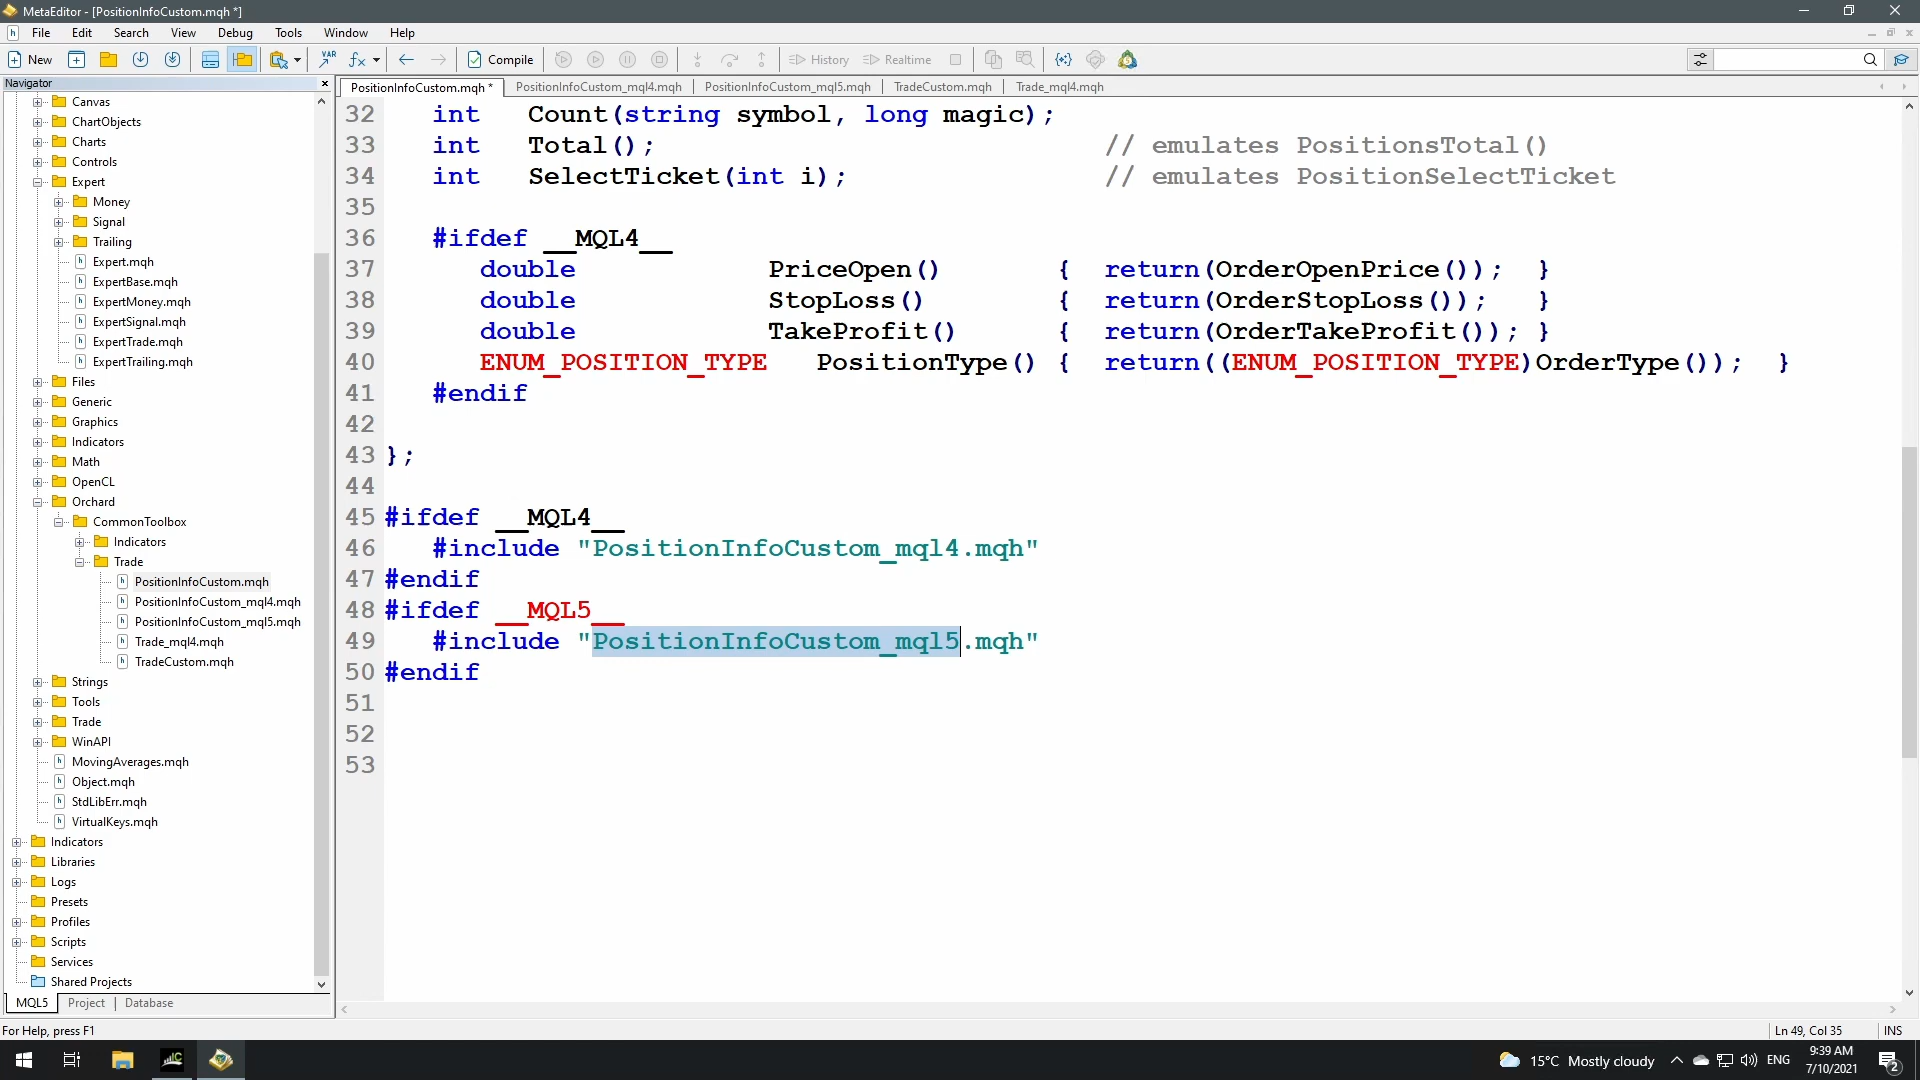 MetaEditor - [PositionInfoCustom.mqh *]
File Edit Search View Debug Tools Window Help
New VAR Compile History Realtime
Navigator
Canvas
ChartObjects
Charts
Controls
Expert
Money
Signal
Trailing
Expert.mqh
ExpertBase.mqh
ExpertMoney.mqh
ExpertSignal.mqh
ExpertTrade.mqh
ExpertTrailing.mqh
Files
Generic
Graphics
Indicators
Math
OpenCL
Orchard
CommonToolbox
Indicators
Trade
PositionInfoCustom.mqh
PositionInfoCustom_mql4.mqh
PositionInfoCustom_mql5.mqh
Trade_mql4.mqh
TradeCustom.mqh
Strings
Tools
Trade
WinAPI
MovingAverages.mqh
Object.mqh
StdLibErr.mqh
VirtualKeys.mqh
Indicators
Libraries
Logs
Presets
Profiles
Scripts
Services
Shared Projects
MQL5 Project Database
PositionInfoCustom.mqh * PositionInfoCustom_mql4.mqh PositionInfoCustom_mql5.mqh TradeCustom.mqh Trade_mql4.mqh
32 int Count(string symbol, long magic);
33 int Total(); // emulates PositionsTotal()
34 int SelectTicket(int i); // emulates PositionSelectTicket
35
36 #ifdef __MQL4__
37 double PriceOpen() { return(OrderOpenPrice()); }
38 double StopLoss() { return(OrderStopLoss()); }
39 double TakeProfit() { return(OrderTakeProfit()); }
40 ENUM_POSITION_TYPE PositionType() { return((ENUM_POSITION_TYPE)OrderType()); }
41 #endif
42
43 };
44
45 #ifdef __MQL4__
46 #include "PositionInfoCustom_mql4.mqh"
47 #endif
48 #ifdef __MQL5__
49 #include "PositionInfoCustom_mql5.mqh"
50 #endif
51
52
53
For Help, press F1 Ln 49, Col 35 INS
15°C Mostly cloudy ENG 9:39 AM
7/10/2021 2